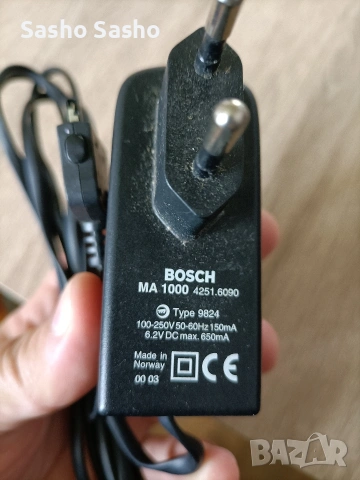 Sasho Sasho
BOSCH
MA 1000 4251.6090
Type 9824
100-250V 50-60Hz 150mA
6.2V DC max. 650mA
Made in
Norway
00 03
CE
BAZAR
bg